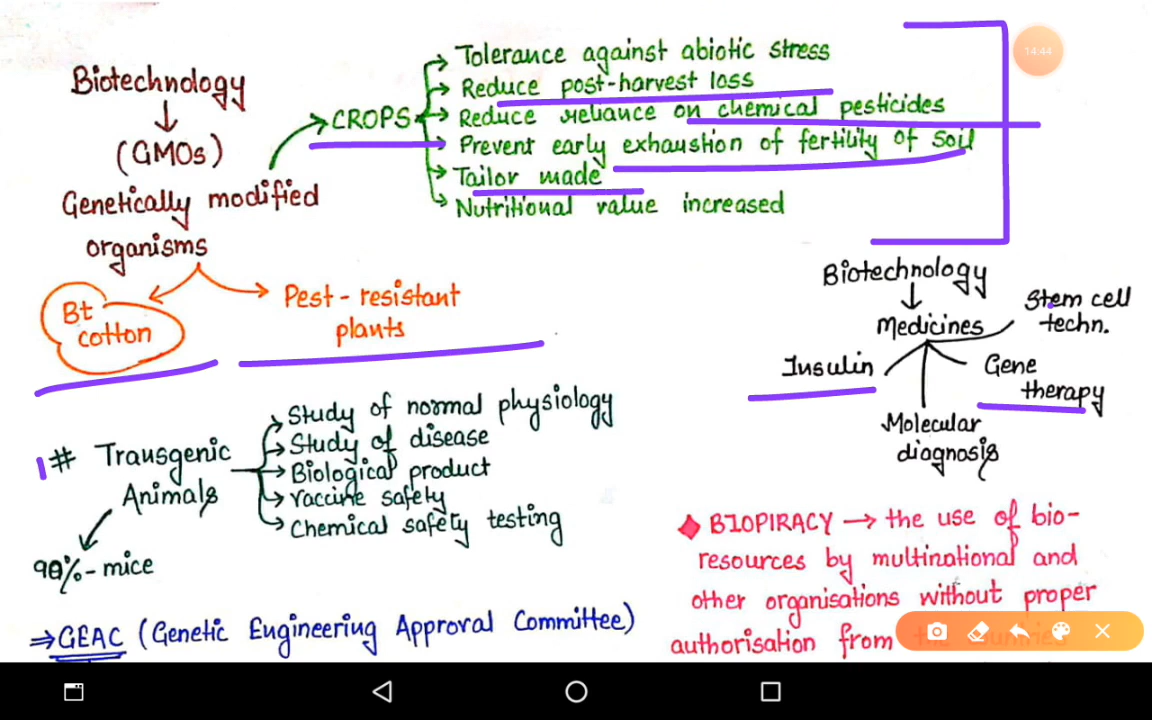 Biotechnology
(GMOs)
Genetically modified
organisms
CROPS
Tolerance against abiotic stress
Reduce post-harvest loss
Reduce reliance on chemical pesticides
Prevent early exhaustion of fertility of soil
Tailor made
Nutritional value increased
14:44
Bt
cotton
Pest-resistant
plants
Biotechnology
Medicines
Stem cell
techn.
Insulin
Gene
therapy
Molecular
diagnosis
# Transgenic
Animals
90%-mice
Study of normal physiology
Study of disease
Biological product
Vaccine safety
Chemical safety testing
BIOPIRACY → the use of bio-
resources by multinational and
other organisations without proper
authorisation from
⇒ GEAC (Genetic Engineering Approval Committee)